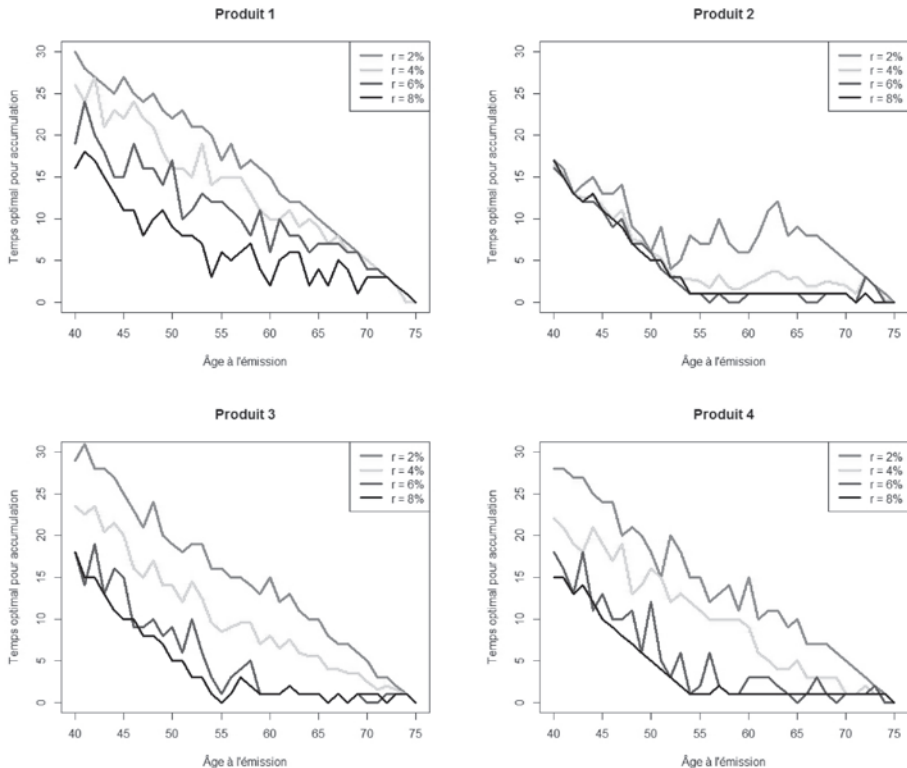 Produit 1
Temps optimal pour accumulation
0 5 10 15 20 25 30
r = 2%
r = 4%
r = 6%
r = 8%
40 45 50 55 60 65 70 75
Âge à l'émission
Produit 2
Temps optimal pour accumulation
0 5 10 15 20 25 30
r = 2%
r = 4%
r = 6%
r = 8%
40 45 50 55 60 65 70 75
Âge à l'émission
Produit 3
Temps optimal pour accumulation
0 5 10 15 20 25 30
r = 2%
r = 4%
r = 6%
r = 8%
40 45 50 55 60 65 70 75
Âge à l'émission
Produit 4
Temps optimal pour accumulation
0 5 10 15 20 25 30
r = 2%
r = 4%
r = 6%
r = 8%
40 45 50 55 60 65 70 75
Âge à l'émission